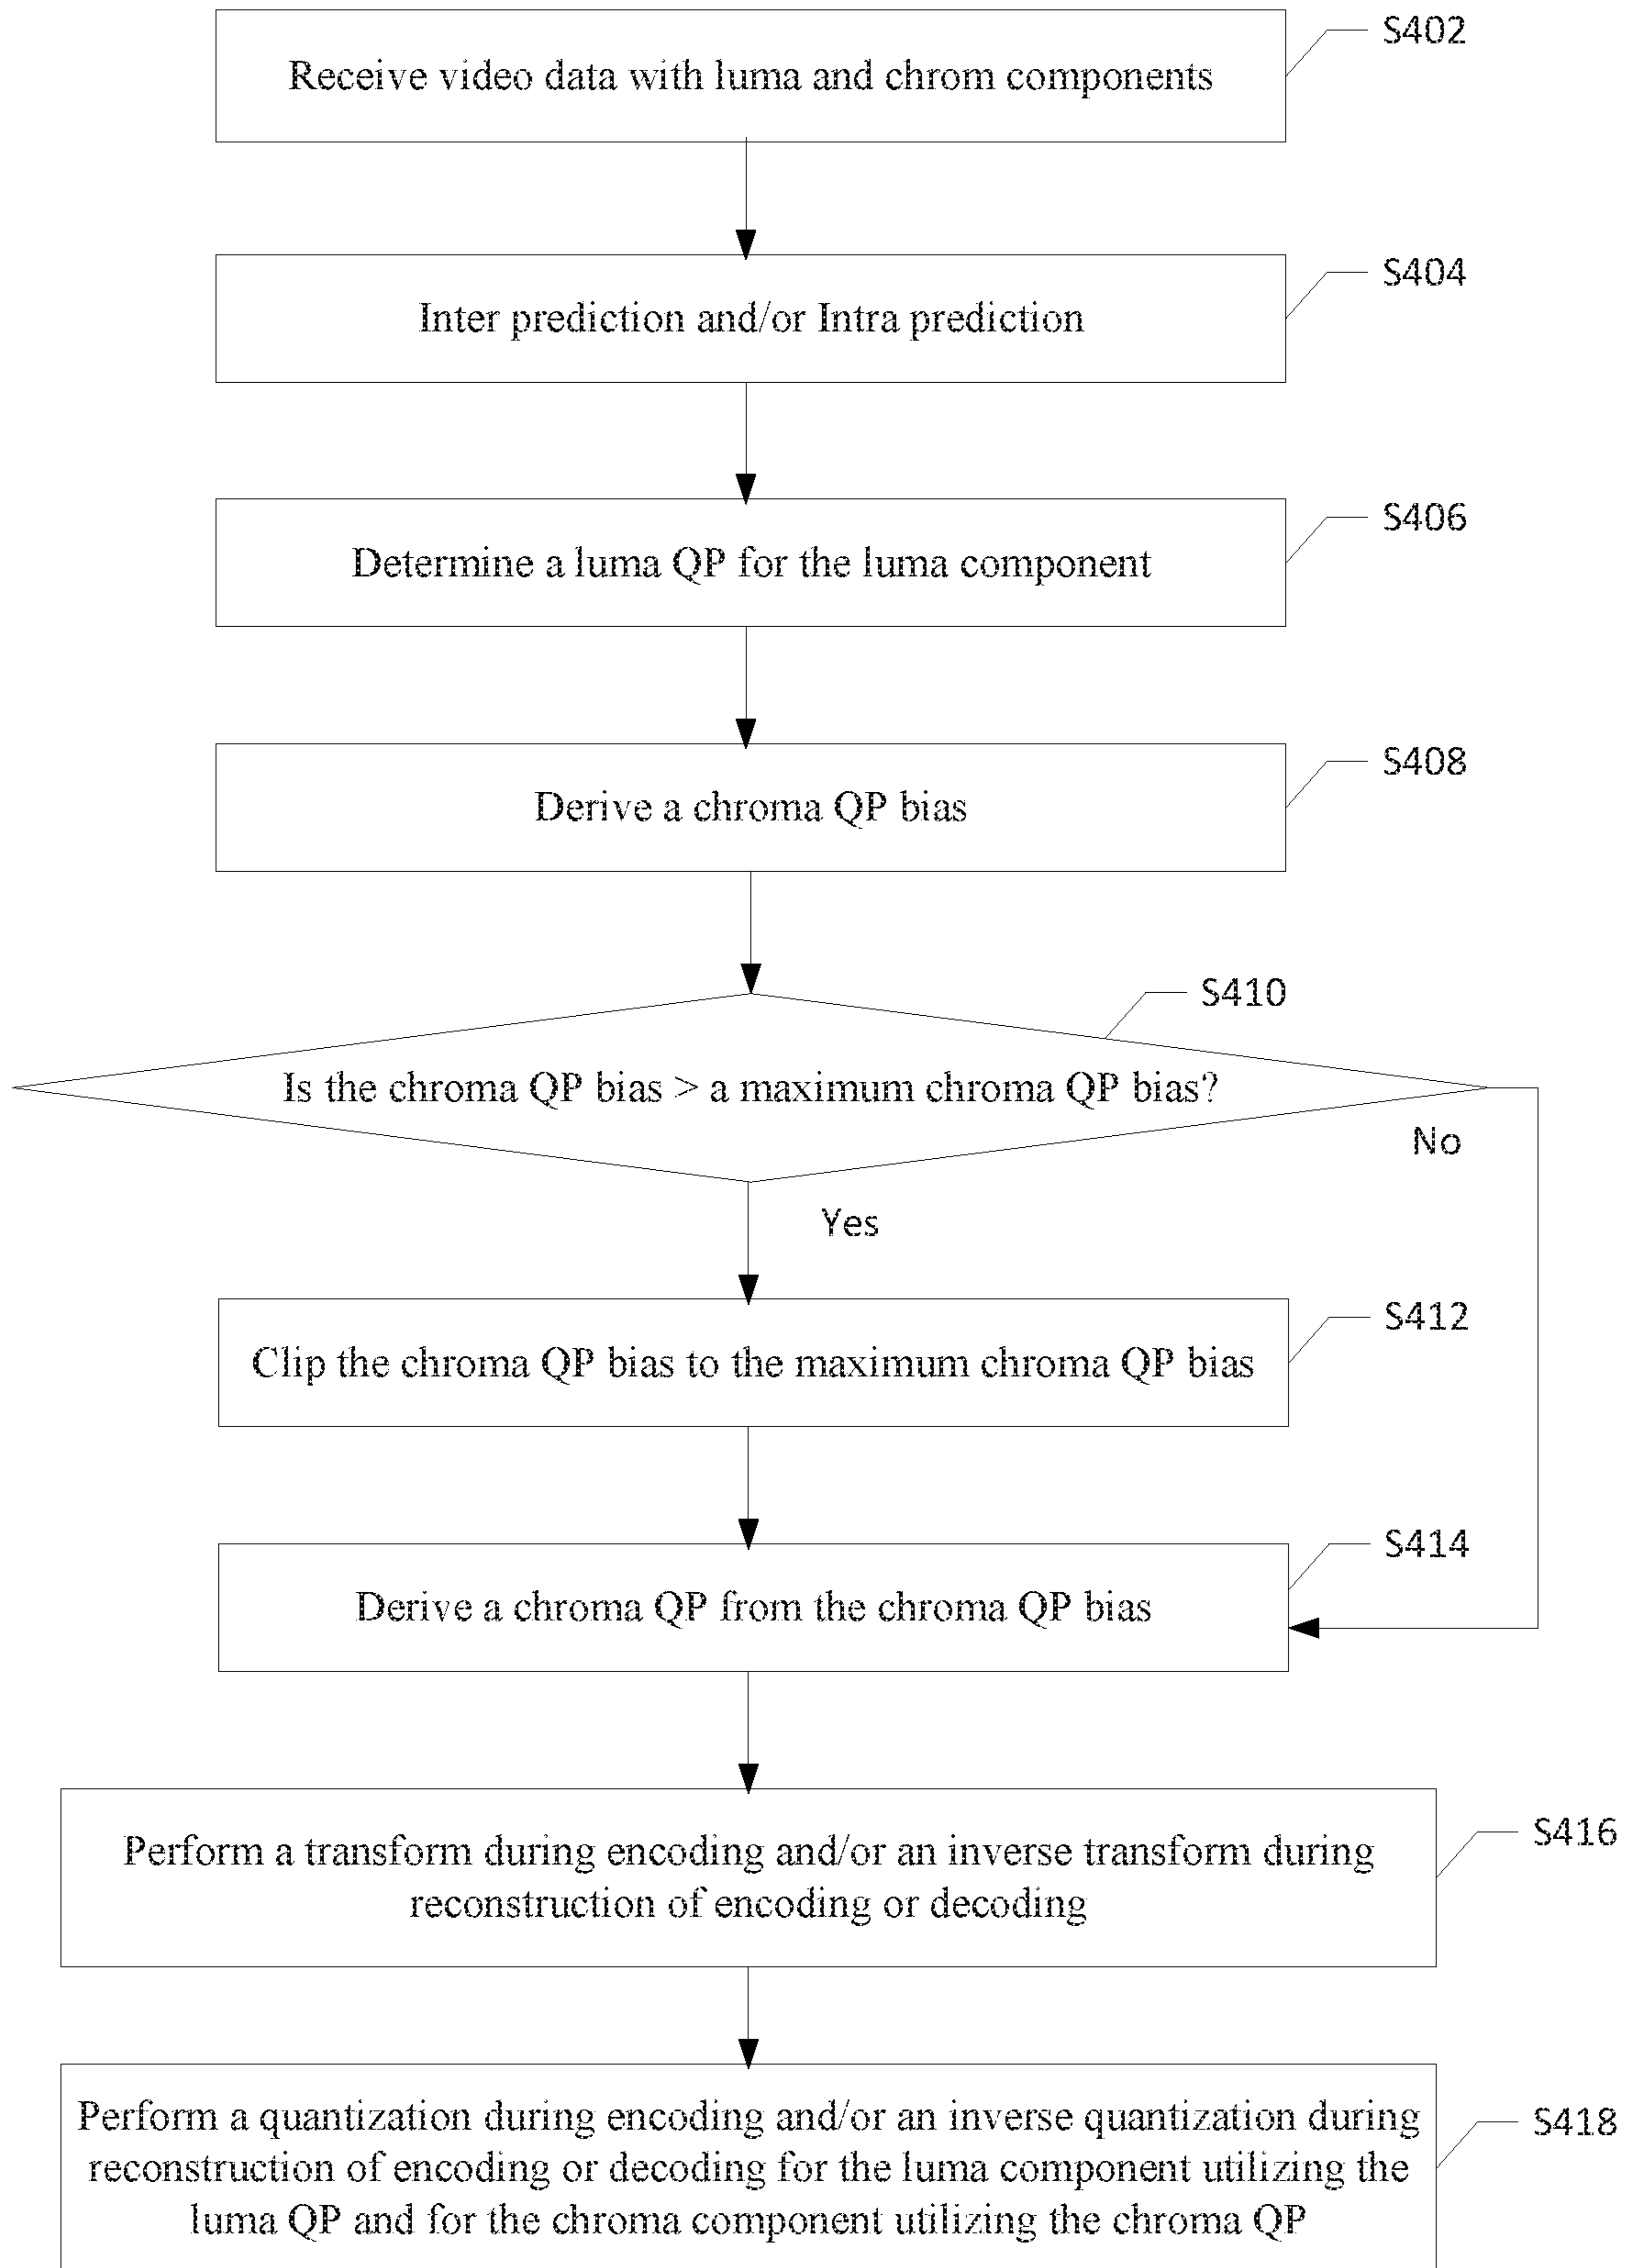 S402
Receive video data with luma and chrom components
S404
Inter prediction and/or Intra prediction
S406
Determine a luma QP for the luma component
S408
Derive a chroma QP bias
S410
Is the chroma QP bias > a maximum chroma QP bias?
No
Yes
S412
Clip the chroma QP bias to the maximum chroma QP bias
S414
Derive a chroma QP from the chroma QP bias
S416
Perform a transform during encoding and/or an inverse transform during
reconstruction of encoding or decoding
S418
Perform a quantization during encoding and/or an inverse quantization during
reconstruction of encoding or decoding for the luma component utilizing the
luma QP and for the chroma component utilizing the chroma QP